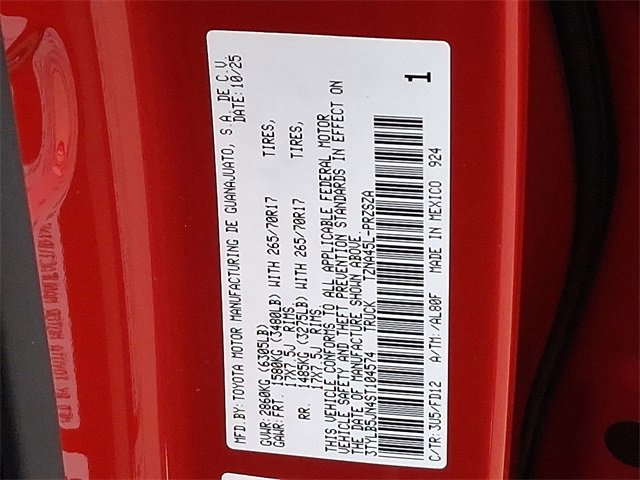 MFD.BY:TOYOTA MOTOR MANUFACTURING DE GUANAJUATO, S.A. DE C.V.
DATE:10/25
GVWR:2860KG (6305LB)
GAWR:FRT. 1580KG (3480LB) WITH 265/70R17 TIRES,
17X7.5J RIMS,
RR. 1485KG (3275LB) WITH 265/70R17 TIRES,
17X7.5J RIMS,
THIS VEHICLE CONFORMS TO ALL APPLICABLE FEDERAL MOTOR
VEHICLE SAFETY AND THEFT PREVENTION STANDARDS IN EFFECT ON
THE DATE OF MANUFACTURE SHOWN ABOVE.
3TYLB5JN4ST104574 TRUCK TZNA45L-PRZSZA
C/TR:3U5/FD12 A/TM:/AL80F MADE IN MEXICO 924
1